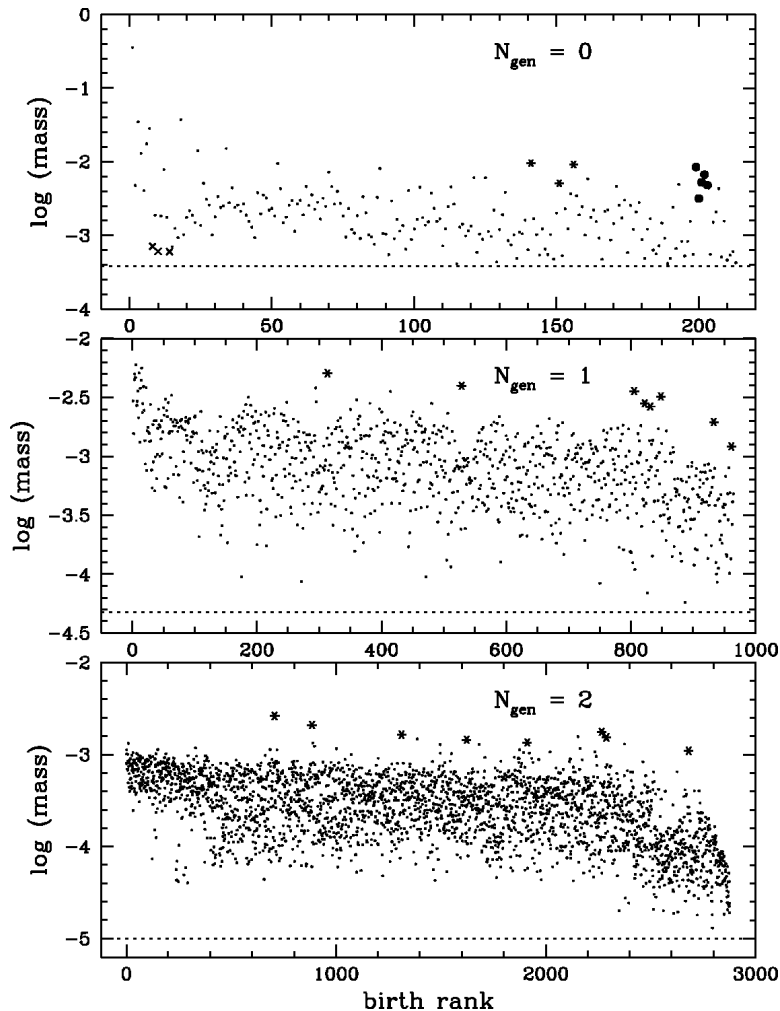 0
N_gen = 0
-1
log (mass)
-2
-3
-4
0 50 100 150 200
-2
N_gen = 1
-2.5
log (mass)
-3
-3.5
-4
-4.5
0 200 400 600 800 1000
-2
N_gen = 2
-3
log (mass)
-4
-5
0 1000 2000 3000
birth rank